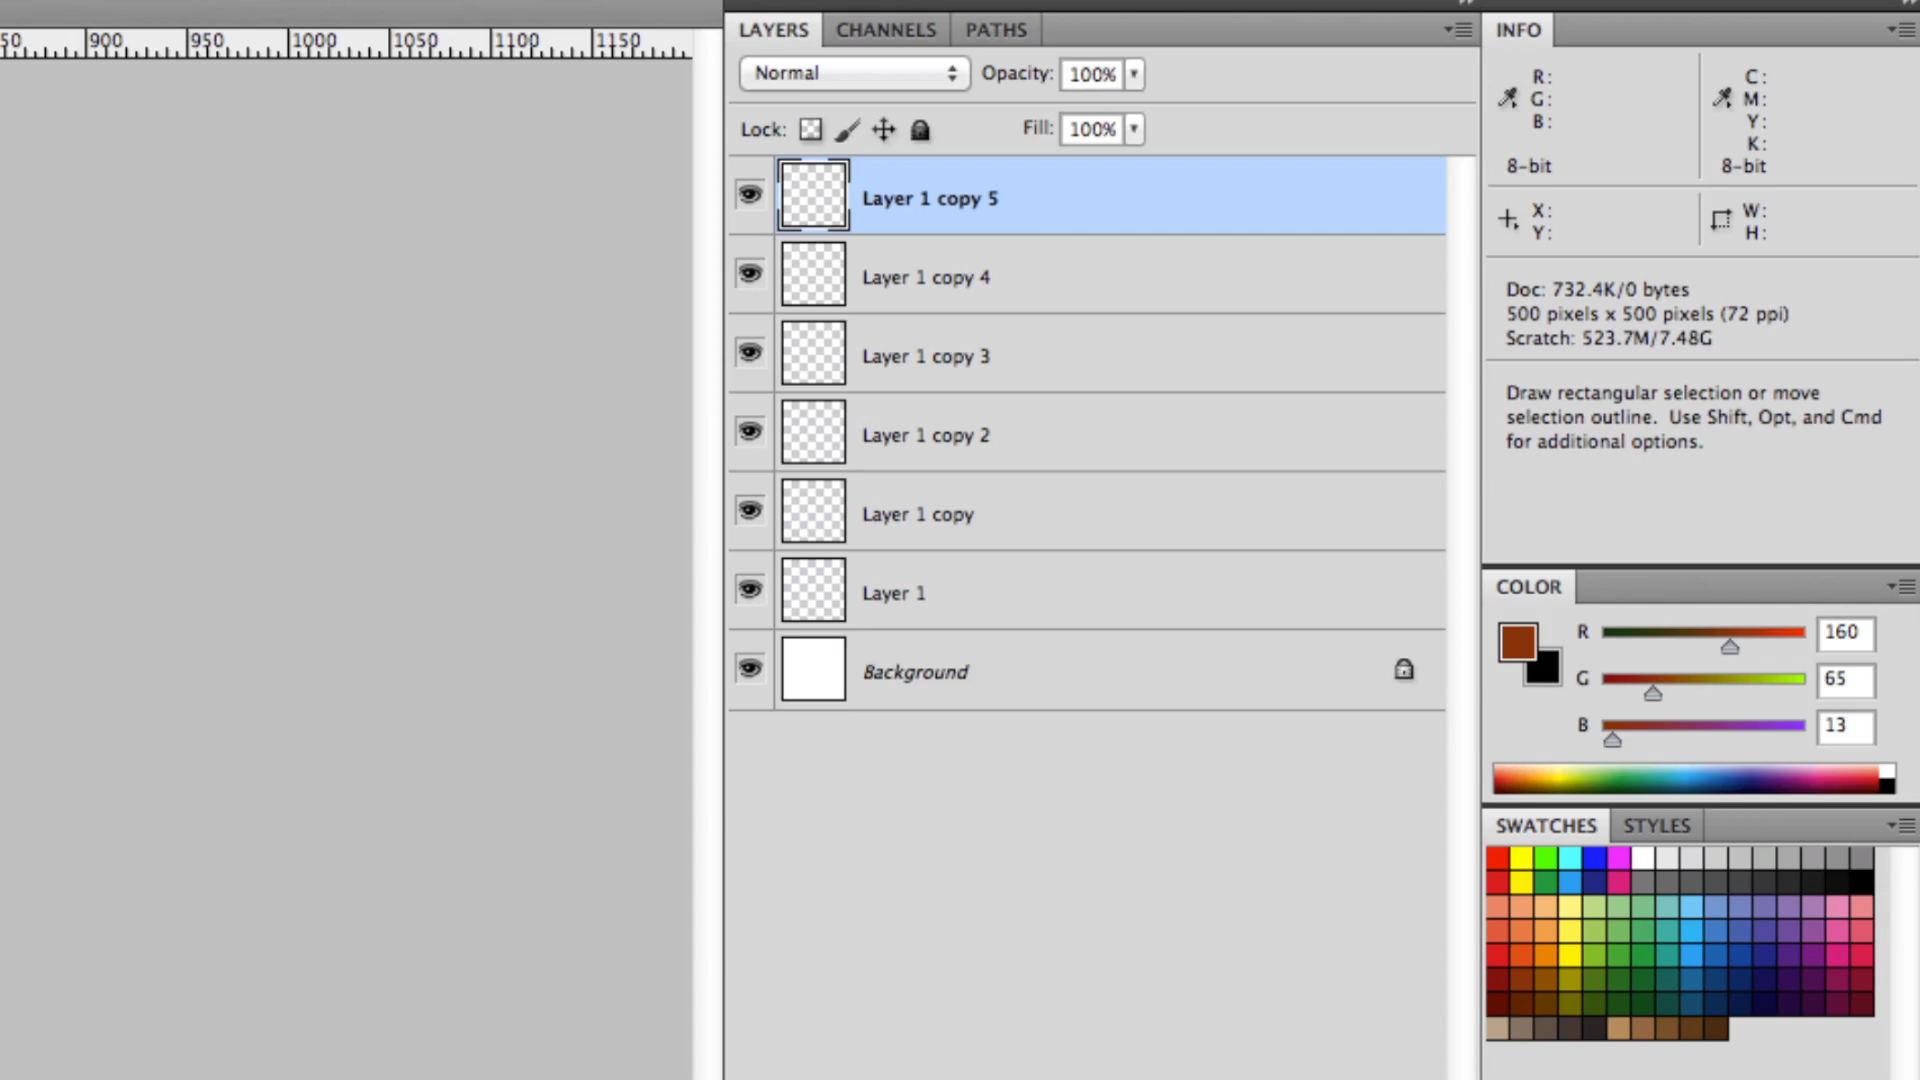 50 900 950 1000 1050 1100 1150
LAYERS CHANNELS PATHS
Normal Opacity: 100%
Lock: Fill: 100%
Layer 1 copy 5
Layer 1 copy 4
Layer 1 copy 3
Layer 1 copy 2
Layer 1 copy
Layer 1
Background
INFO
R: C:
G: M:
B: Y:
K:
8-bit 8-bit
X: W:
Y: H:
Doc: 732.4K/0 bytes
500 pixels x 500 pixels (72 ppi)
Scratch: 523.7M/7.48G
Draw rectangular selection or move
selection outline. Use Shift, Opt, and Cmd
for additional options.
COLOR
R 160
G 65
B 13
SWATCHES STYLES